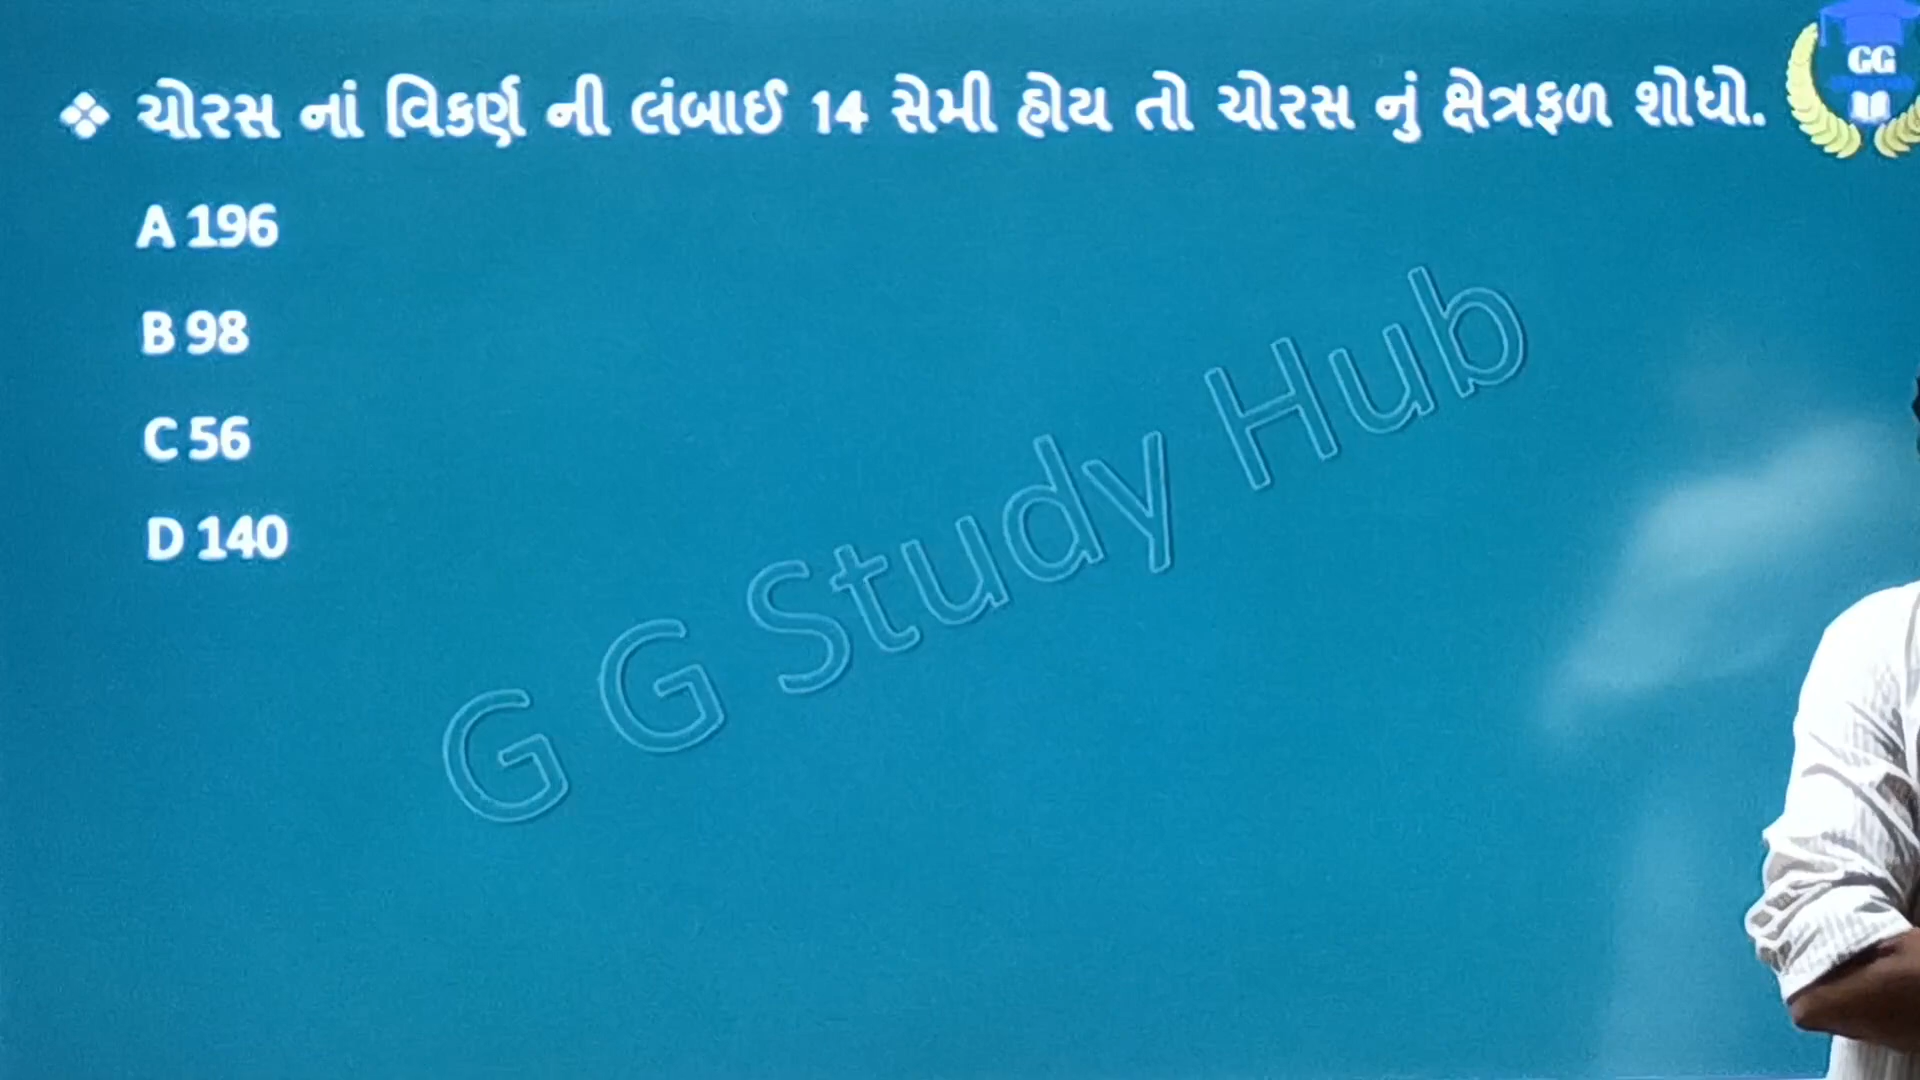 ❖ ચોરસ નાં વિકર્ણ ની લંબાઈ 14 સેમી હોય તો ચોરસ નું ક્ષેત્રફળ શોધો.
GG
A 196
B 98
C 56
D 140
G G Study Hub